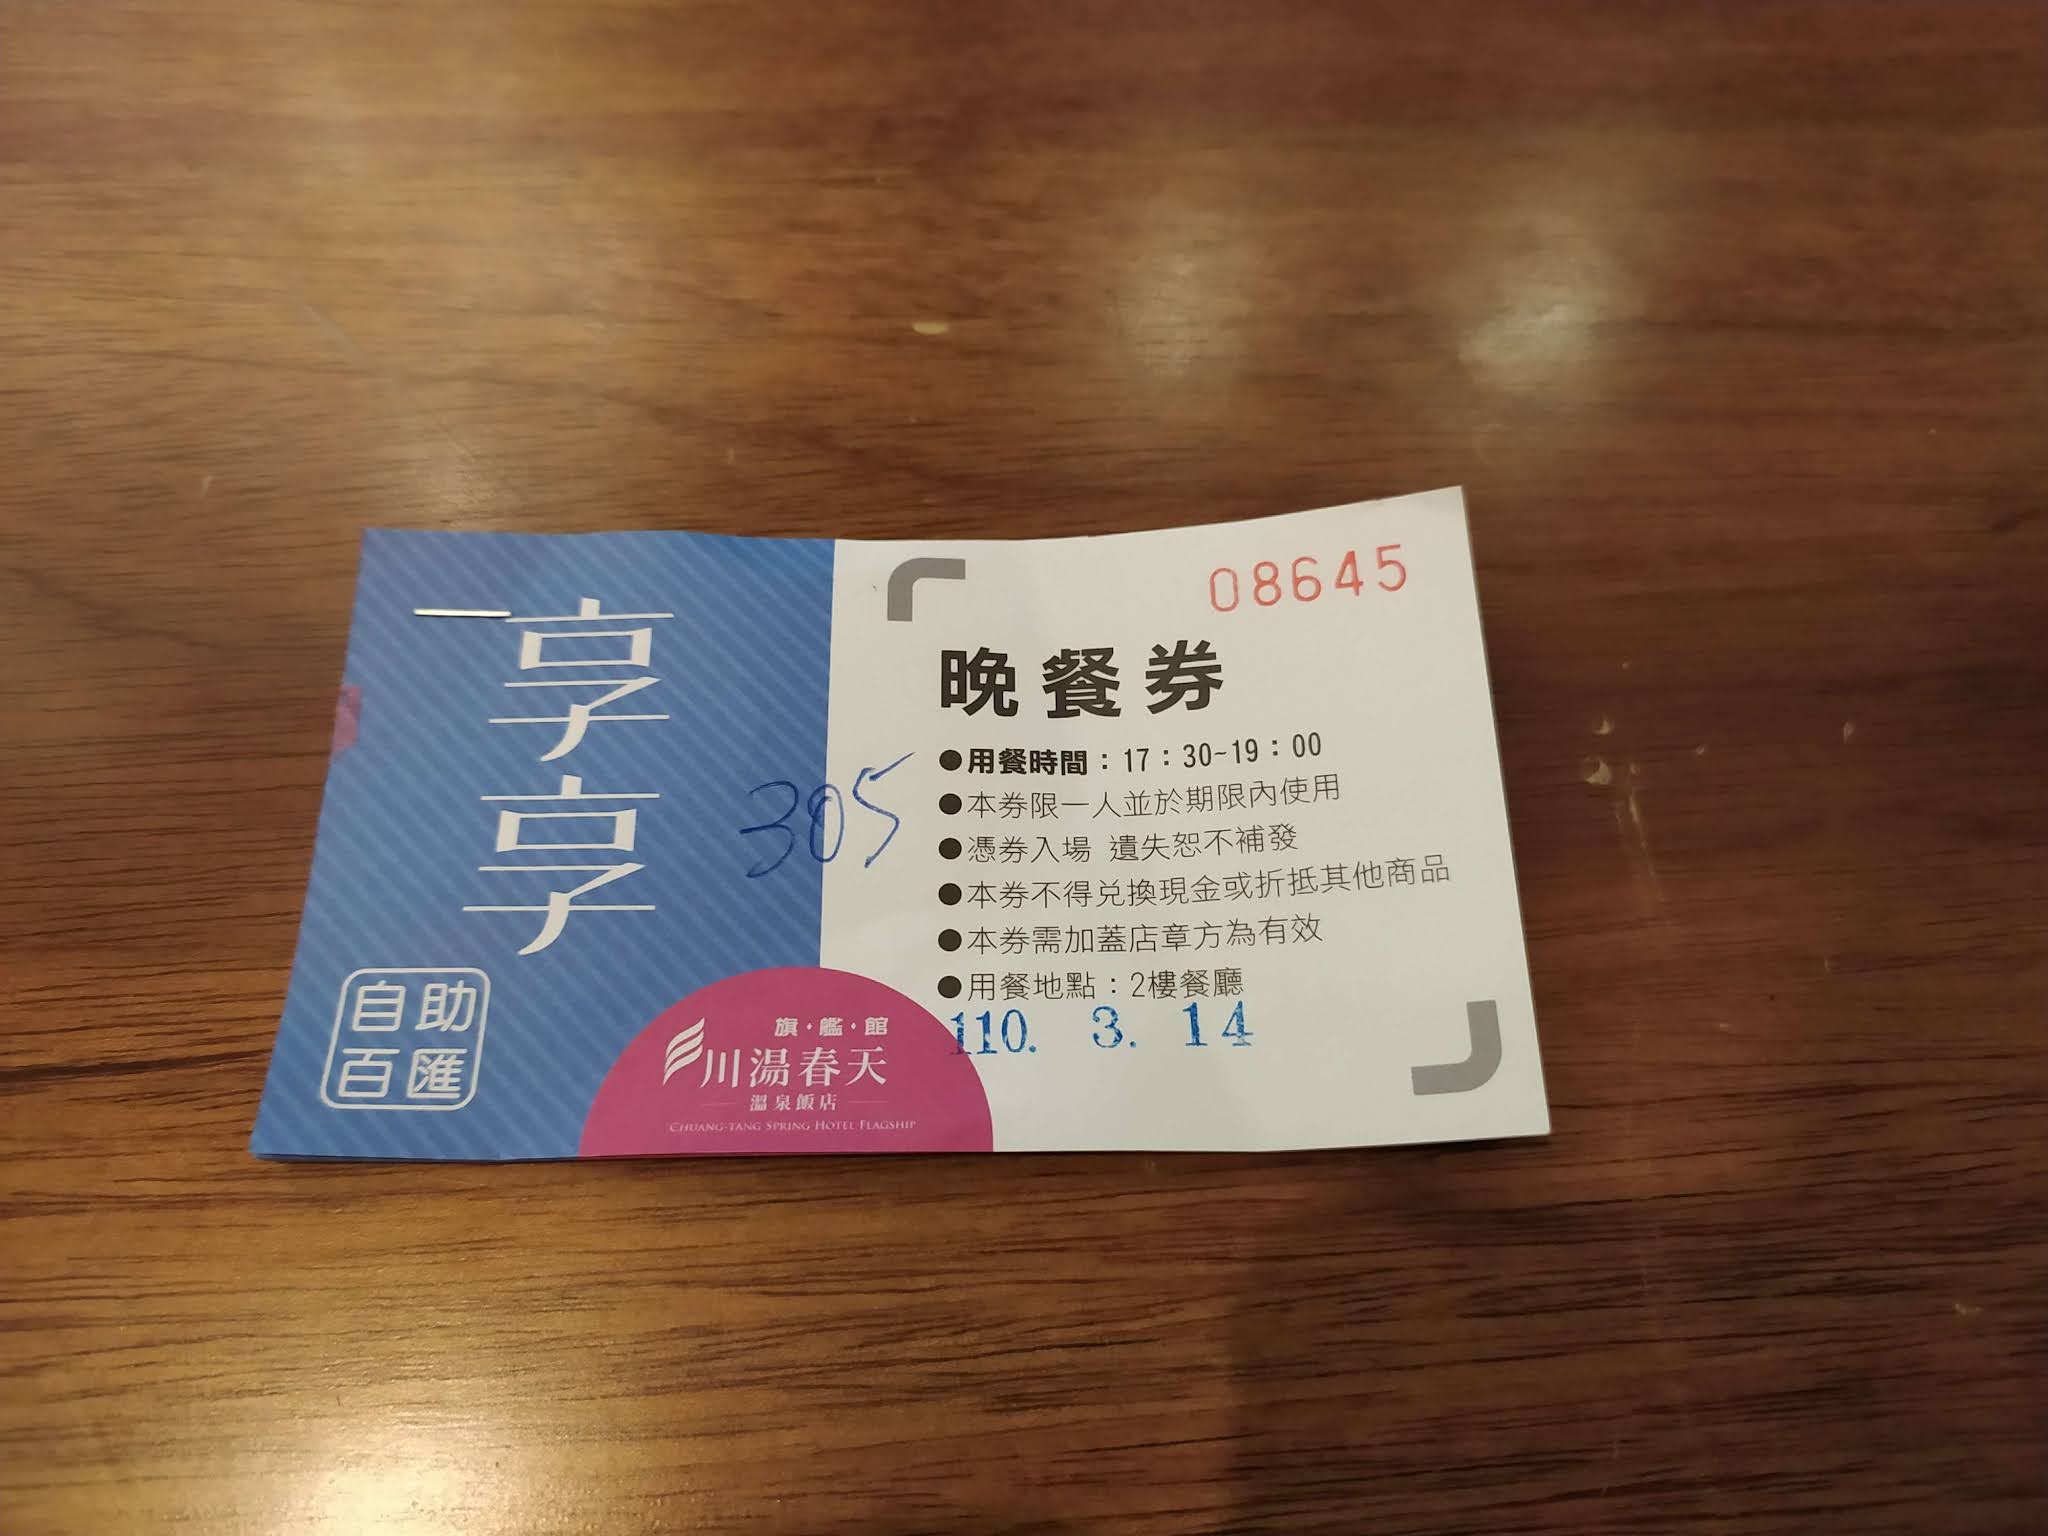 享享
自助
百匯
305
旗・艦・館
川湯春天
溫泉飯店
CHUANG-TANG SPRING HOTEL FLAGSHIP
08645
晚餐券
●用餐時間：17：30~19：00
●本券限一人並於期限內使用
●憑券入場 遺失恕不補發
●本券不得兌換現金或折抵其他商品
●本券需加蓋店章方為有效
●用餐地點：2樓餐廳
110. 3. 14